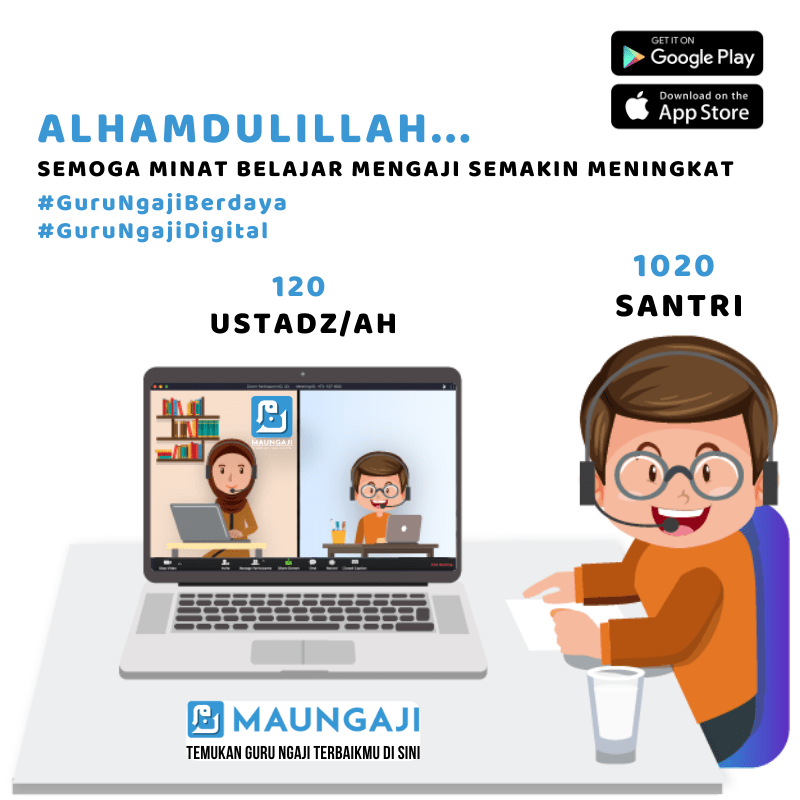 GET IT ON
Google Play
Download on the
App Store
ALHAMDULILLAH...
SEMOGA MINAT BELAJAR MENGAJI SEMAKIN MENINGKAT
#GuruNgajiBerdaya
#GuruNgajiDigital
120
USTADZ/AH
1020
SANTRI
MAUNGAJI
MAUNGAJI
TEMUKAN GURU NGAJI TERBAIKMU DI SINI